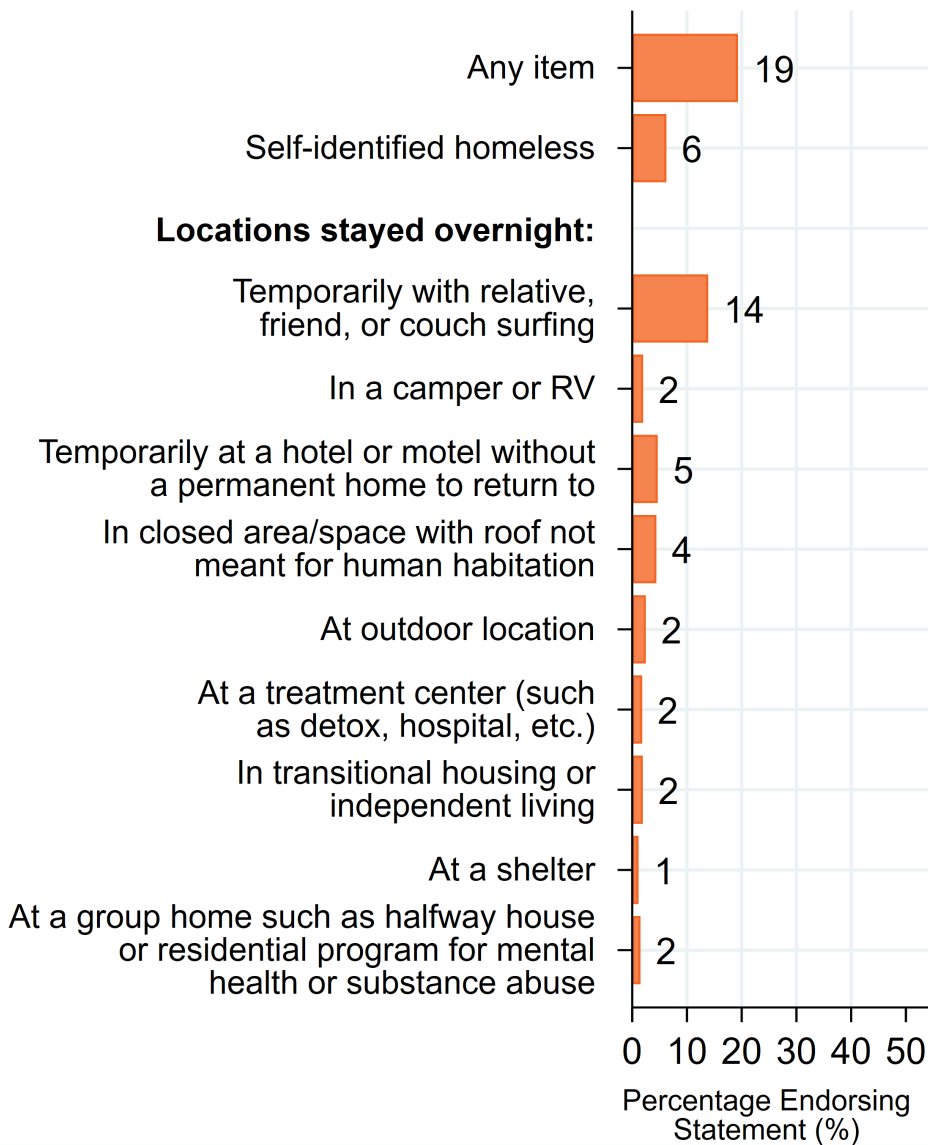 Any item
19
Self-identified homeless
6
Locations stayed overnight:
Temporarily with relative,
friend, or couch surfing
14
In a camper or RV
2
Temporarily at a hotel or motel without
a permanent home to return to
5
In closed area/space with roof not
meant for human habitation
4
At outdoor location
2
At a treatment center (such
as detox, hospital, etc.)
2
In transitional housing or
independent living
2
At a shelter
1
At a group home such as halfway house
or residential program for mental
health or substance abuse
2
0 10 20 30 40 50
Percentage Endorsing
Statement (%)